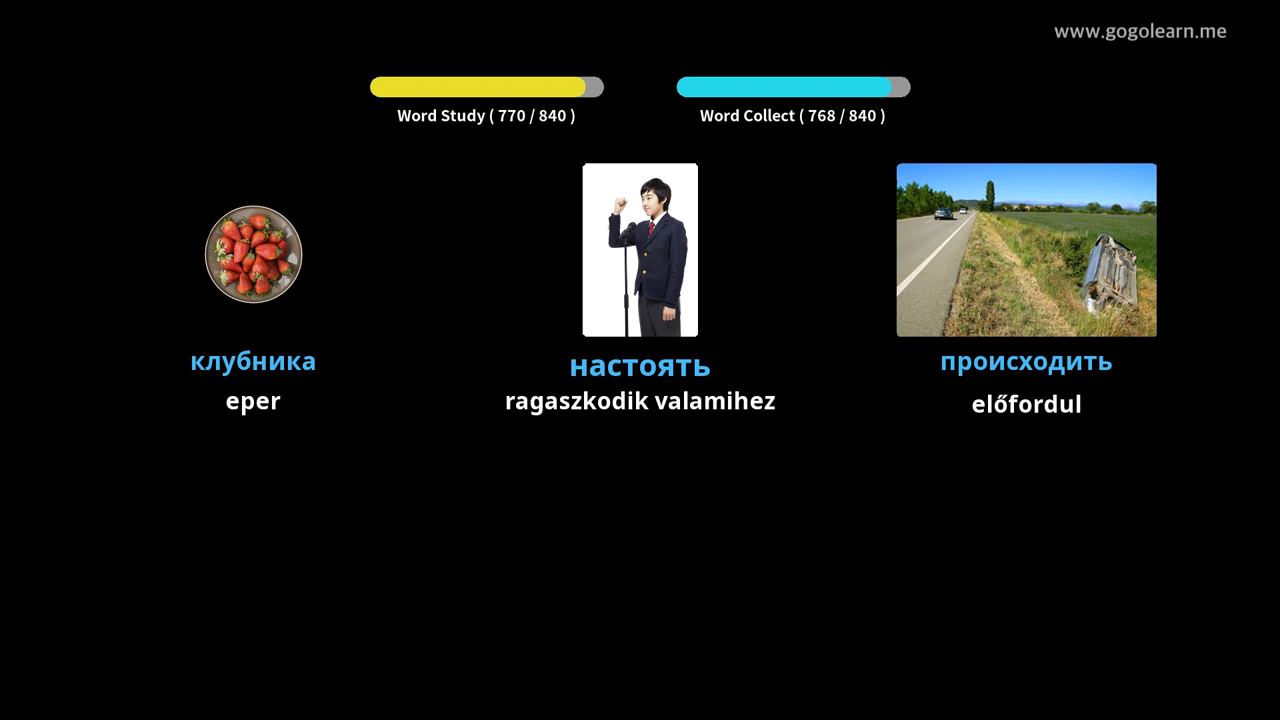 www.gogolearn.me
Word Study ( 770 / 840 )
Word Collect ( 768 / 840 )
клубника
eper
настоять
ragaszkodik valamihez
происходить
előfordul